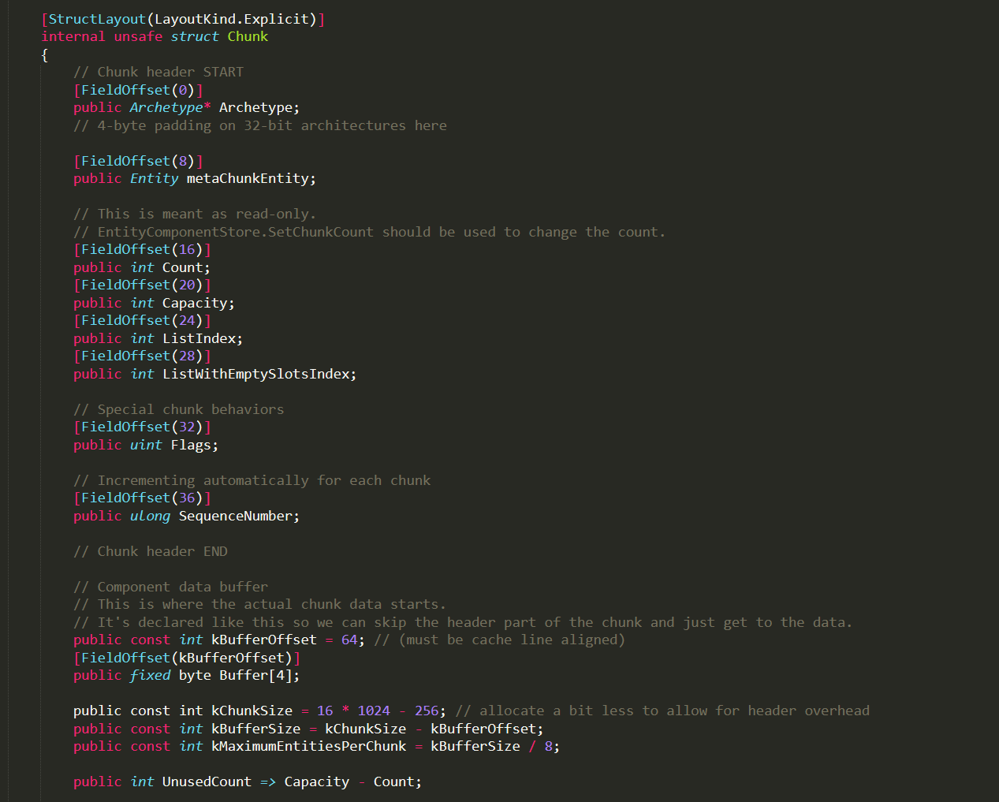 [StructLayout(LayoutKind.Explicit)]
internal unsafe struct Chunk
{
// Chunk header START
[FieldOffset(0)]
public Archetype* Archetype;
// 4-byte padding on 32-bit architectures here
[FieldOffset(8)]
public Entity metaChunkEntity;
// This is meant as read-only.
// EntityComponentStore.SetChunkCount should be used to change the count.
[FieldOffset(16)]
public int Count;
[FieldOffset(20)]
public int Capacity;
[FieldOffset(24)]
public int ListIndex;
[FieldOffset(28)]
public int ListWithEmptySlotsIndex;
// Special chunk behaviors
[FieldOffset(32)]
public uint Flags;
// Incrementing automatically for each chunk
[FieldOffset(36)]
public ulong SequenceNumber;
// Chunk header END
// Component data buffer
// This is where the actual chunk data starts.
// It's declared like this so we can skip the header part of the chunk and just get to the data.
public const int kBufferOffset = 64; // (must be cache line aligned)
[FieldOffset(kBufferOffset)]
public fixed byte Buffer[4];
public const int kChunkSize = 16 * 1024 - 256; // allocate a bit less to allow for header overhead
public const int kBufferSize = kChunkSize - kBufferOffset;
public const int kMaximumEntitiesPerChunk = kBufferSize / 8;
public int UnusedCount => Capacity - Count;